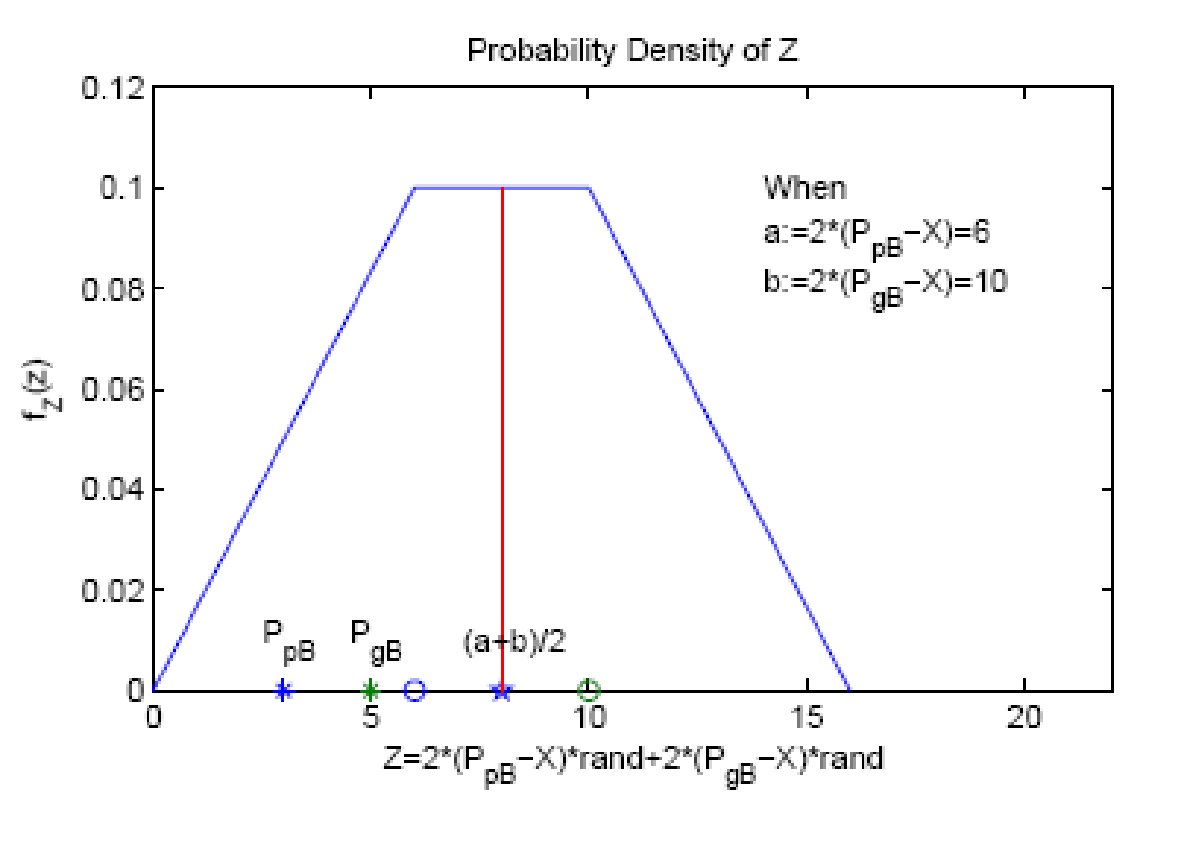 Probability Density of Z
0.12
0.1
0.08
0.06
0.04
0.02
0
f_Z(z)
When
a:=2*(P_pB−X)=6
b:=2*(P_gB−X)=10
P_pB P_gB (a+b)/2
0 5 10 15 20
Z=2*(P_pB−X)*rand+2*(P_gB−X)*rand